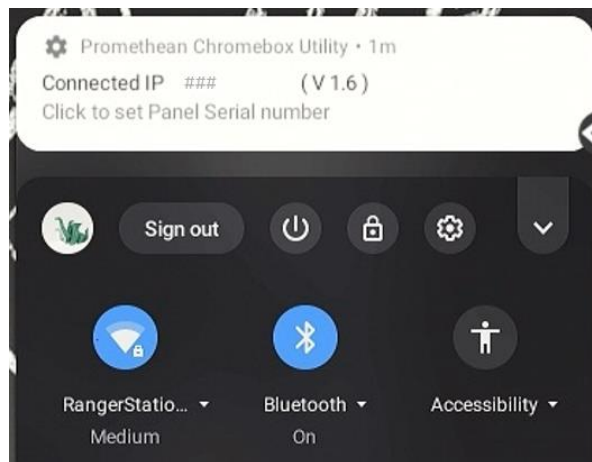 Promethean Chromebox Utility • 1m
Connected IP ### ( V 1.6 )
Click to set Panel Serial number
Sign out
RangerStatio... Bluetooth Accessibility
Medium On